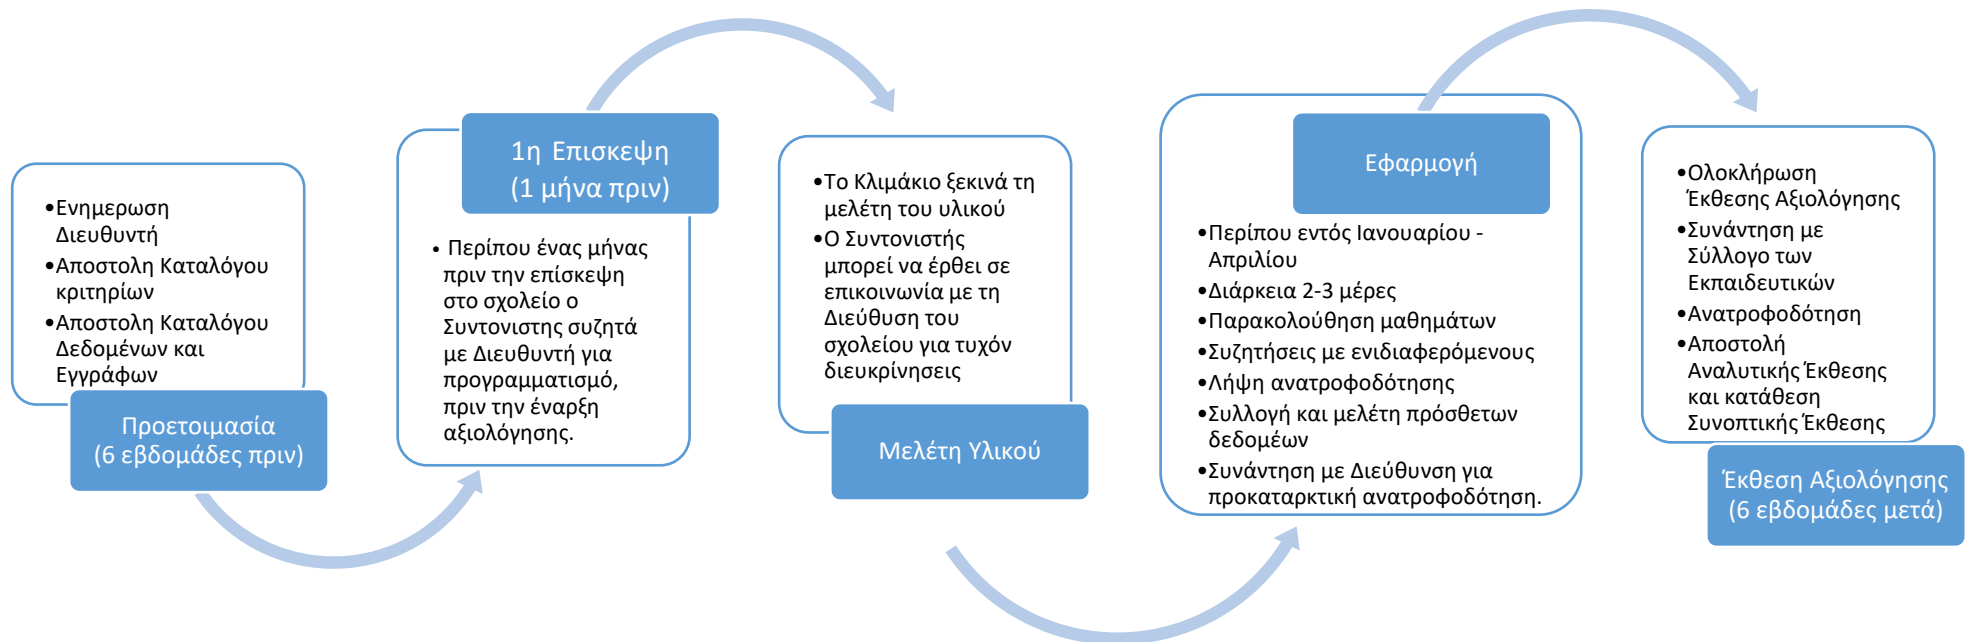 •Ενημερωση
Διευθυντή
•Αποστολη Καταλόγου
κριτηρίων
•Αποστολη Καταλόγου
Δεδομένων και
Εγγράφων
Προετοιμασία
(6 εβδομάδες πριν)
1η Επισκεψη
(1 μήνα πριν)
• Περίπου ένας μήνας
πριν την επίσκεψη
στο σχολείο ο
Συντονιστης συζητά
με Διευθυντή για
προγραμματισμό,
πριν την έναρξη
αξιολόγησης.
•Το Κλιμάκιο ξεκινά τη
μελέτη του υλικού
•Ο Συντονιστής
μπορεί να έρθει σε
επικοινωνία με τη
Διεύθυση του
σχολείου για τυχόν
διευκρίνησεις
Μελέτη Υλικού
Εφαρμογή
•Περίπου εντός Ιανουαρίου -
Απριλίου
•Διάρκεια 2-3 μέρες
•Παρακολούθηση μαθημάτων
•Συζητήσεις με ενιδιαφερόμενους
•Λήψη ανατροφοδότησης
•Συλλογή και μελέτη πρόσθετων
δεδομέων
•Συνάντηση με Διεύθυνση για
προκαταρκτική ανατροφοδότηση.
•Ολοκλήρωση
Έκθεσης Αξιολόγησης
•Συνάντηση με
Σύλλογο των
Εκπαιδευτικών
•Ανατροφοδότηση
•Αποστολή
Αναλυτικής Έκθεσης
και κατάθεση
Συνοπτικής Έκθεσης
Έκθεση Αξιολόγησης
(6 εβδομάδες μετά)